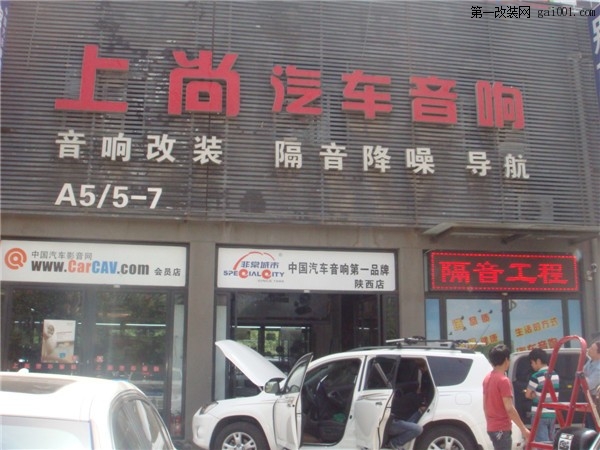 第一改装网 gai001.com
上尚汽车音响
音响改装 隔音降噪 导航
A5/5-7
中国汽车影音网
www.CarCAV.com 会员店
非常城市
SPECIAL CITY
中国汽车音响第一品牌
陕西店
隔音工程